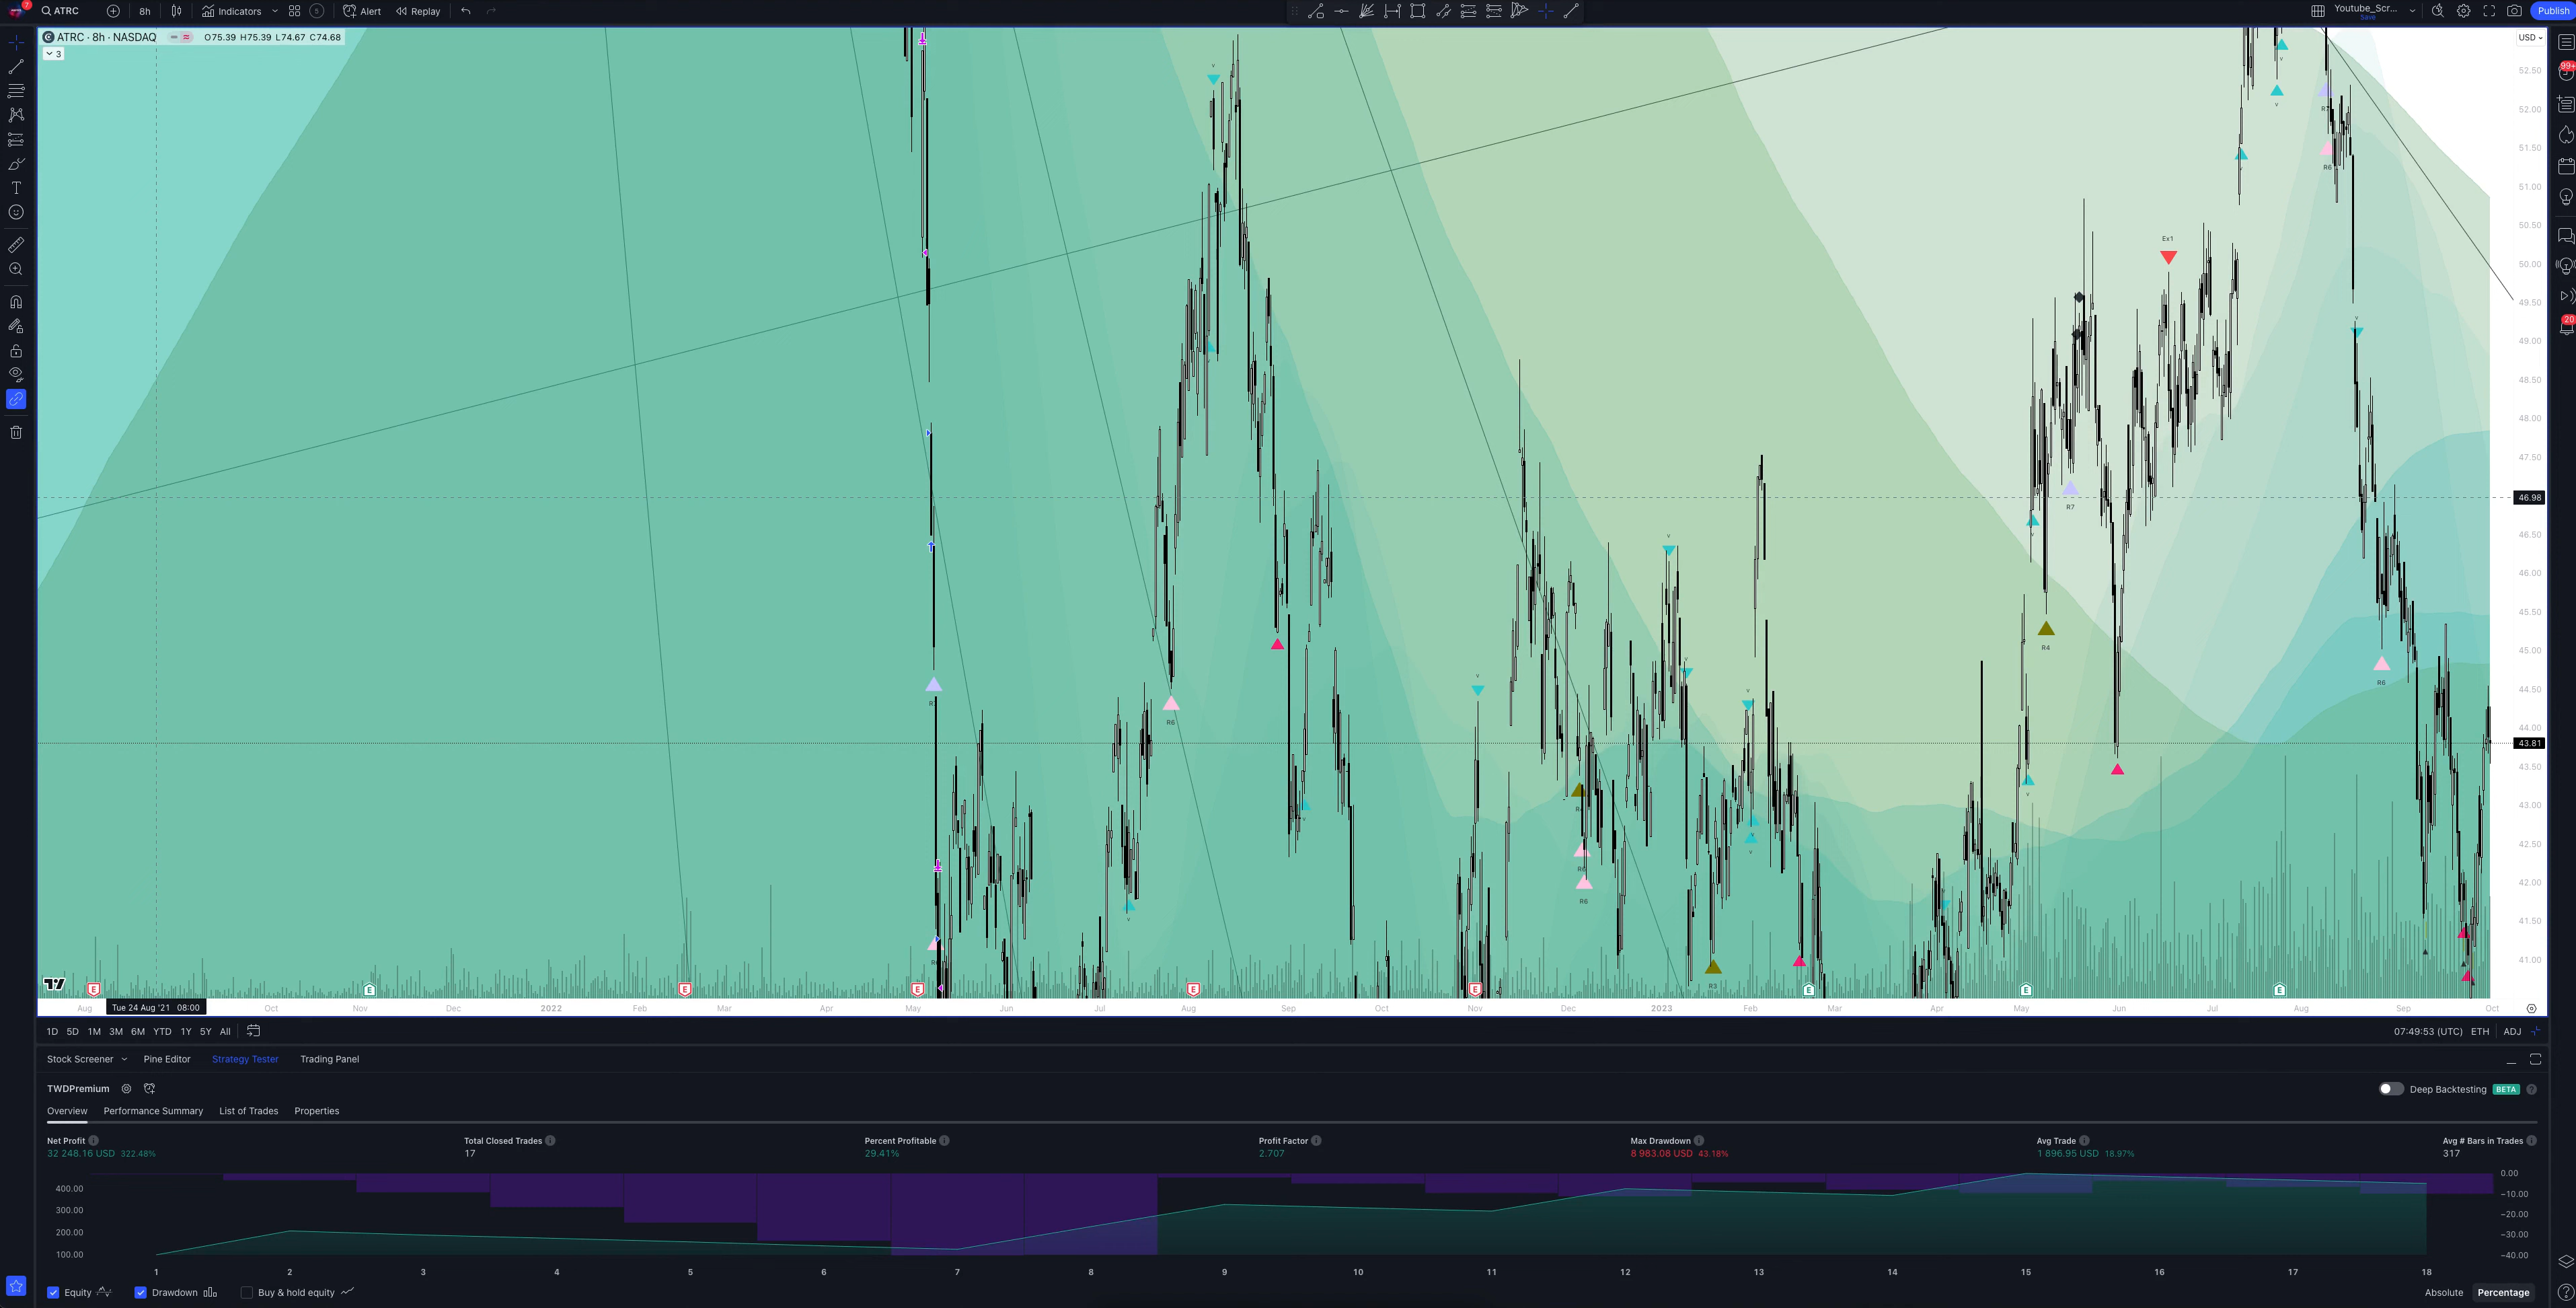 7
ATRC
8h
Indicators
5
Alert
Replay
Youtube_Scr...
Save
Publish
ATRC · 8h · NASDAQ
O75.39 H75.39 L74.67 C74.68
USD
3
99+
20
52.50
52.00
51.50
51.00
50.50
50.00
49.50
49.00
48.50
48.00
47.50
46.98
46.50
46.00
45.50
45.00
44.50
44.00
43.81
43.50
43.00
42.50
42.00
41.50
41.00
Ex1
R7
R4
R6
R6
R6
R3
R6
E
E
E
E
E
E
E
E
E
Aug
Tue 24 Aug '21 08:00
Oct
Nov
Dec
2022
Feb
Mar
Apr
May
Jun
Jul
Aug
Sep
Oct
Nov
Dec
2023
Feb
Mar
Apr
May
Jun
Jul
Aug
Sep
Oct
1D 5D 1M 3M 6M YTD 1Y 5Y All
07:49:53 (UTC) ETH ADJ
Stock Screener Pine Editor Strategy Tester Trading Panel
TWDPremium
Deep Backtesting BETA
Overview Performance Summary List of Trades Properties
Net Profit
32 248.16 USD 322.48%
Total Closed Trades
17
Percent Profitable
29.41%
Profit Factor
2.707
Max Drawdown
8 983.08 USD 43.18%
Avg Trade
1 896.95 USD 18.97%
Avg # Bars in Trades
317
400.00
300.00
200.00
100.00
0.00
−10.00
−20.00
−30.00
−40.00
1 2 3 4 5 6 7 8 9 10 11 12 13 14 15 16 17 18
Equity
Drawdown
Buy & hold equity
Absolute Percentage